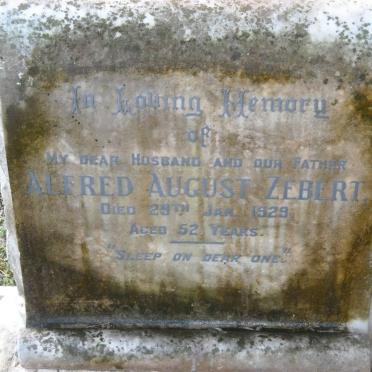 In Loving Memory
of
My dear Husband and our Father
Alfred August Zebert,
Died 29th Jan. 1929,
Aged 52 Years.
"Sleep on dear one."